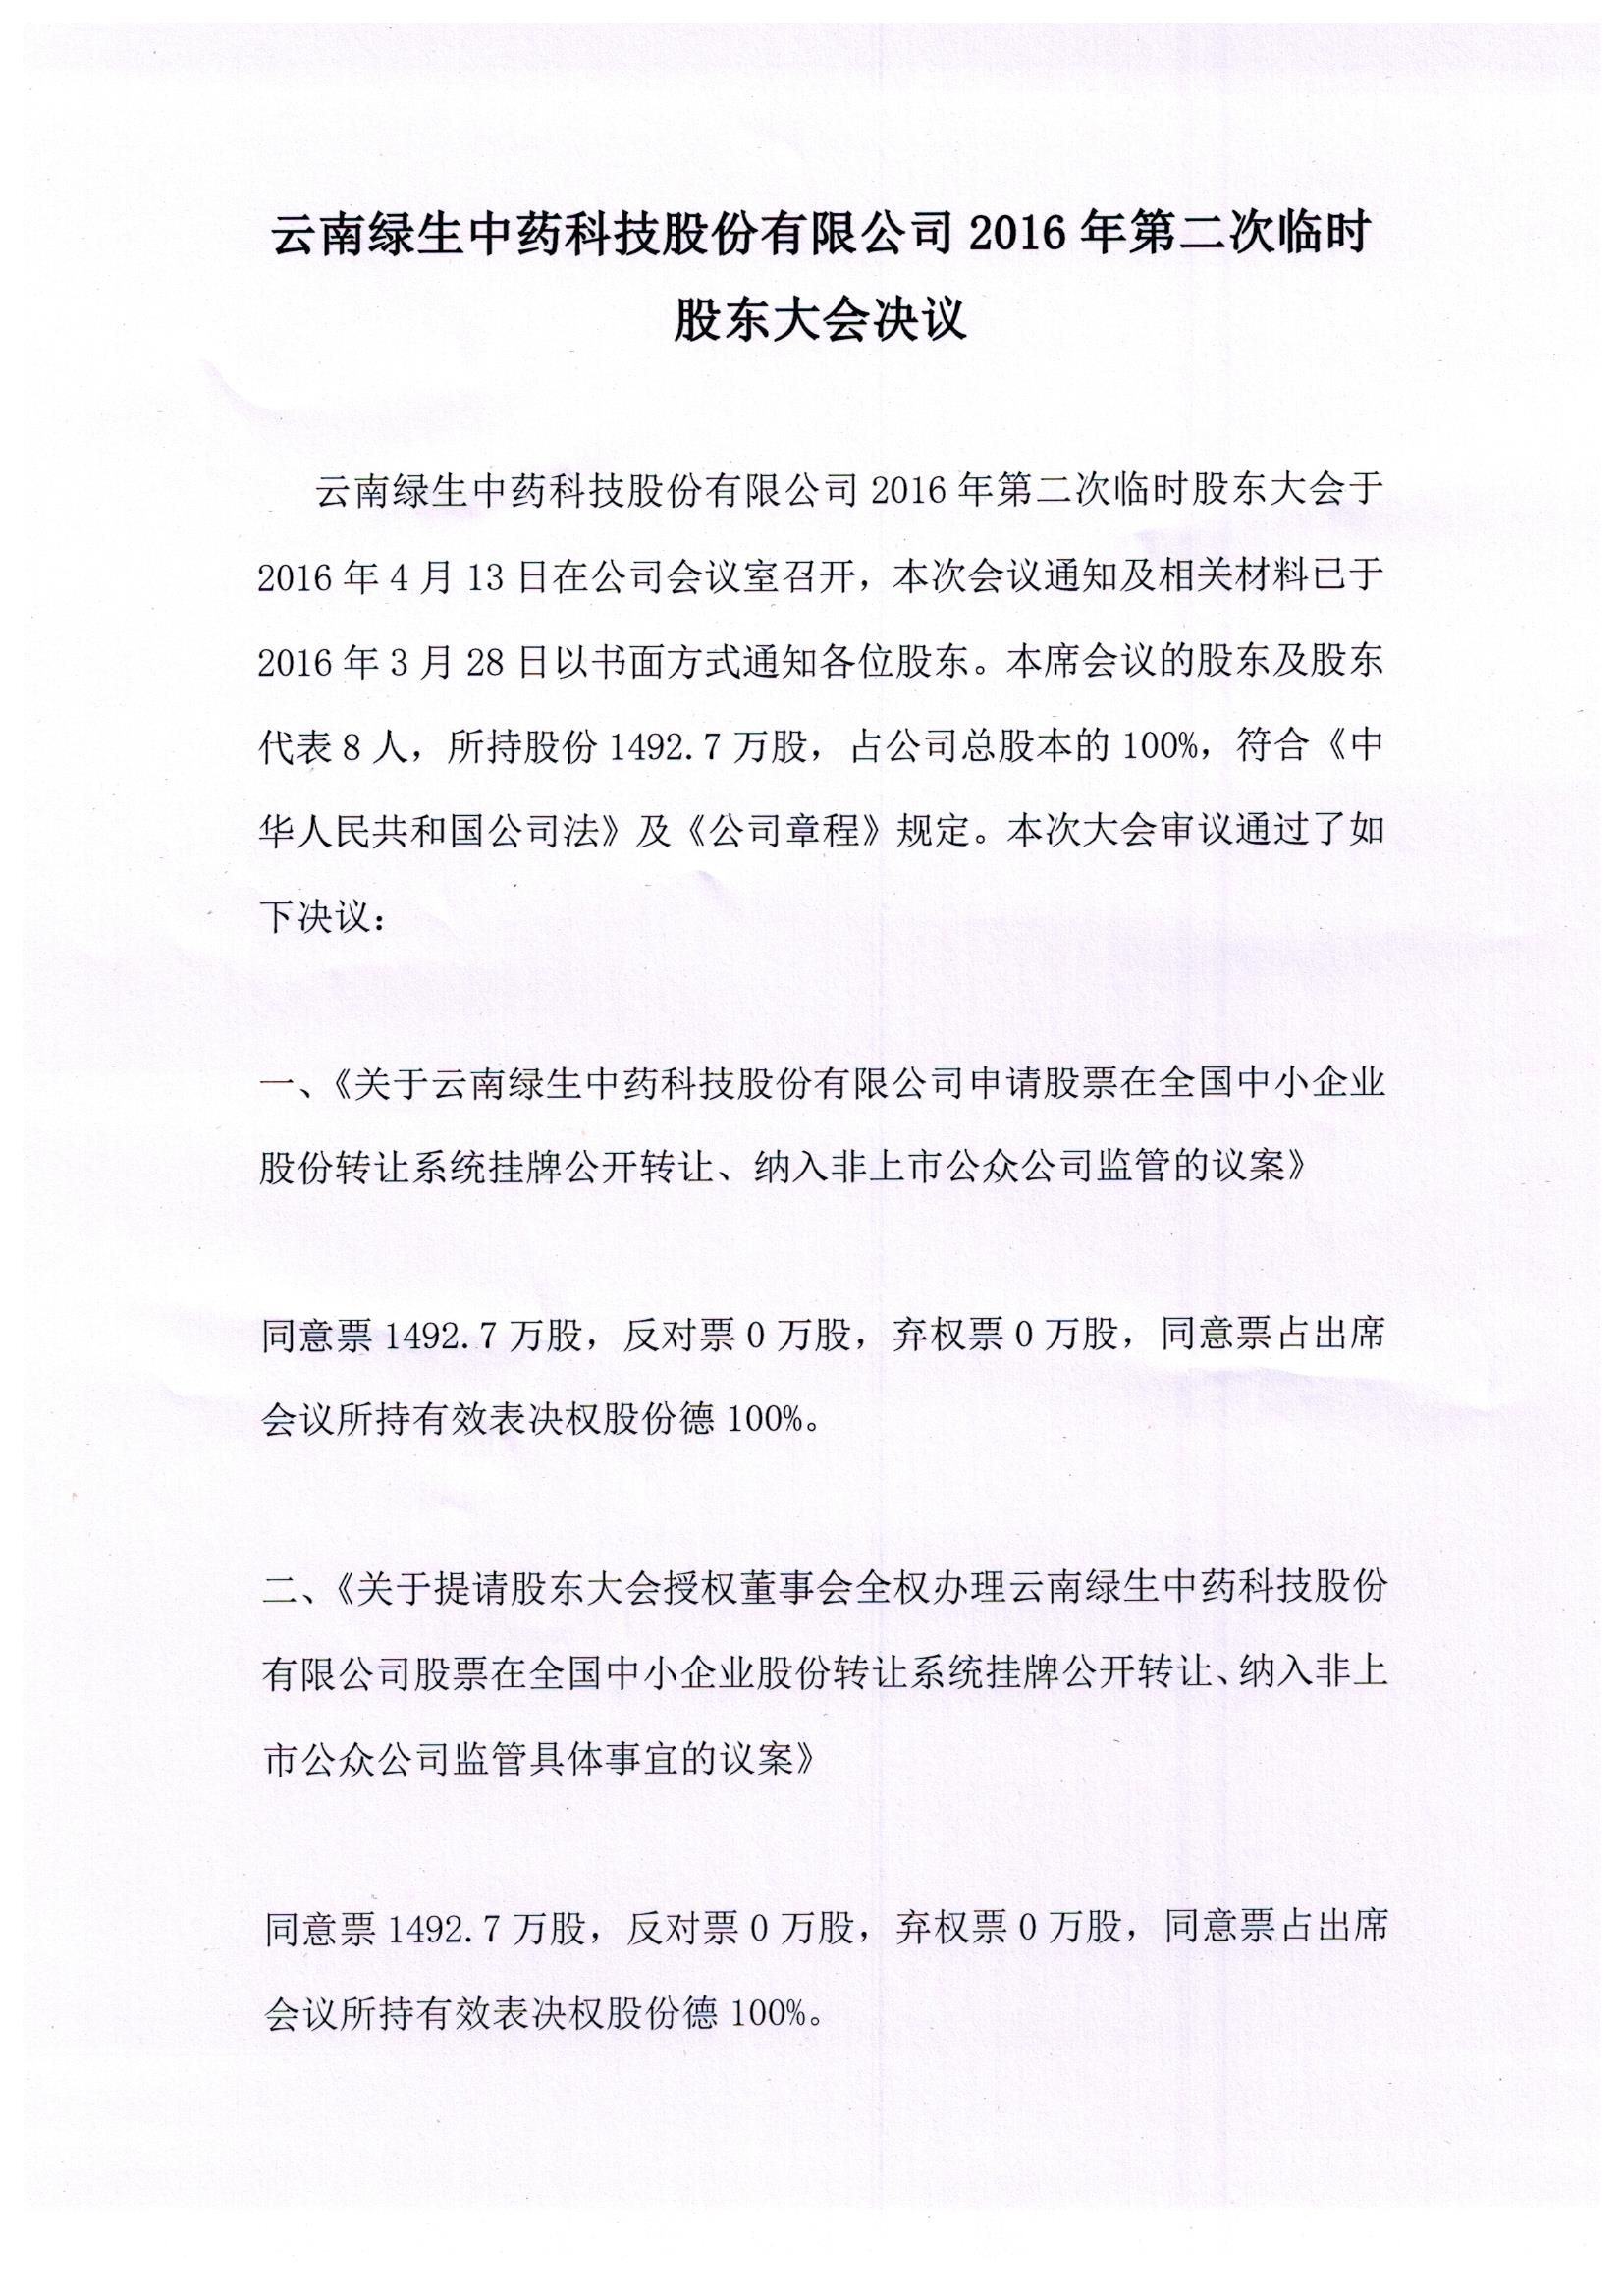 云南绿生中药科技股份有限公司 2016 年第二次临时
股东大会决议
云南绿生中药科技股份有限公司 2016 年第二次临时股东大会于
2016 年 4 月 13 日在公司会议室召开，本次会议通知及相关材料已于
2016 年 3 月 28 日以书面方式通知各位股东。本席会议的股东及股东
代表 8 人，所持股份 1492.7 万股，占公司总股本的 100%，符合《中
华人民共和国公司法》及《公司章程》规定。本次大会审议通过了如
下决议：
一、《关于云南绿生中药科技股份有限公司申请股票在全国中小企业
股份转让系统挂牌公开转让、纳入非上市公众公司监管的议案》
同意票 1492.7 万股，反对票 0 万股，弃权票 0 万股，同意票占出席
会议所持有效表决权股份德 100%。
二、《关于提请股东大会授权董事会全权办理云南绿生中药科技股份
有限公司股票在全国中小企业股份转让系统挂牌公开转让、纳入非上
市公众公司监管具体事宜的议案》
同意票 1492.7 万股，反对票 0 万股，弃权票 0 万股，同意票占出席
会议所持有效表决权股份德 100%。